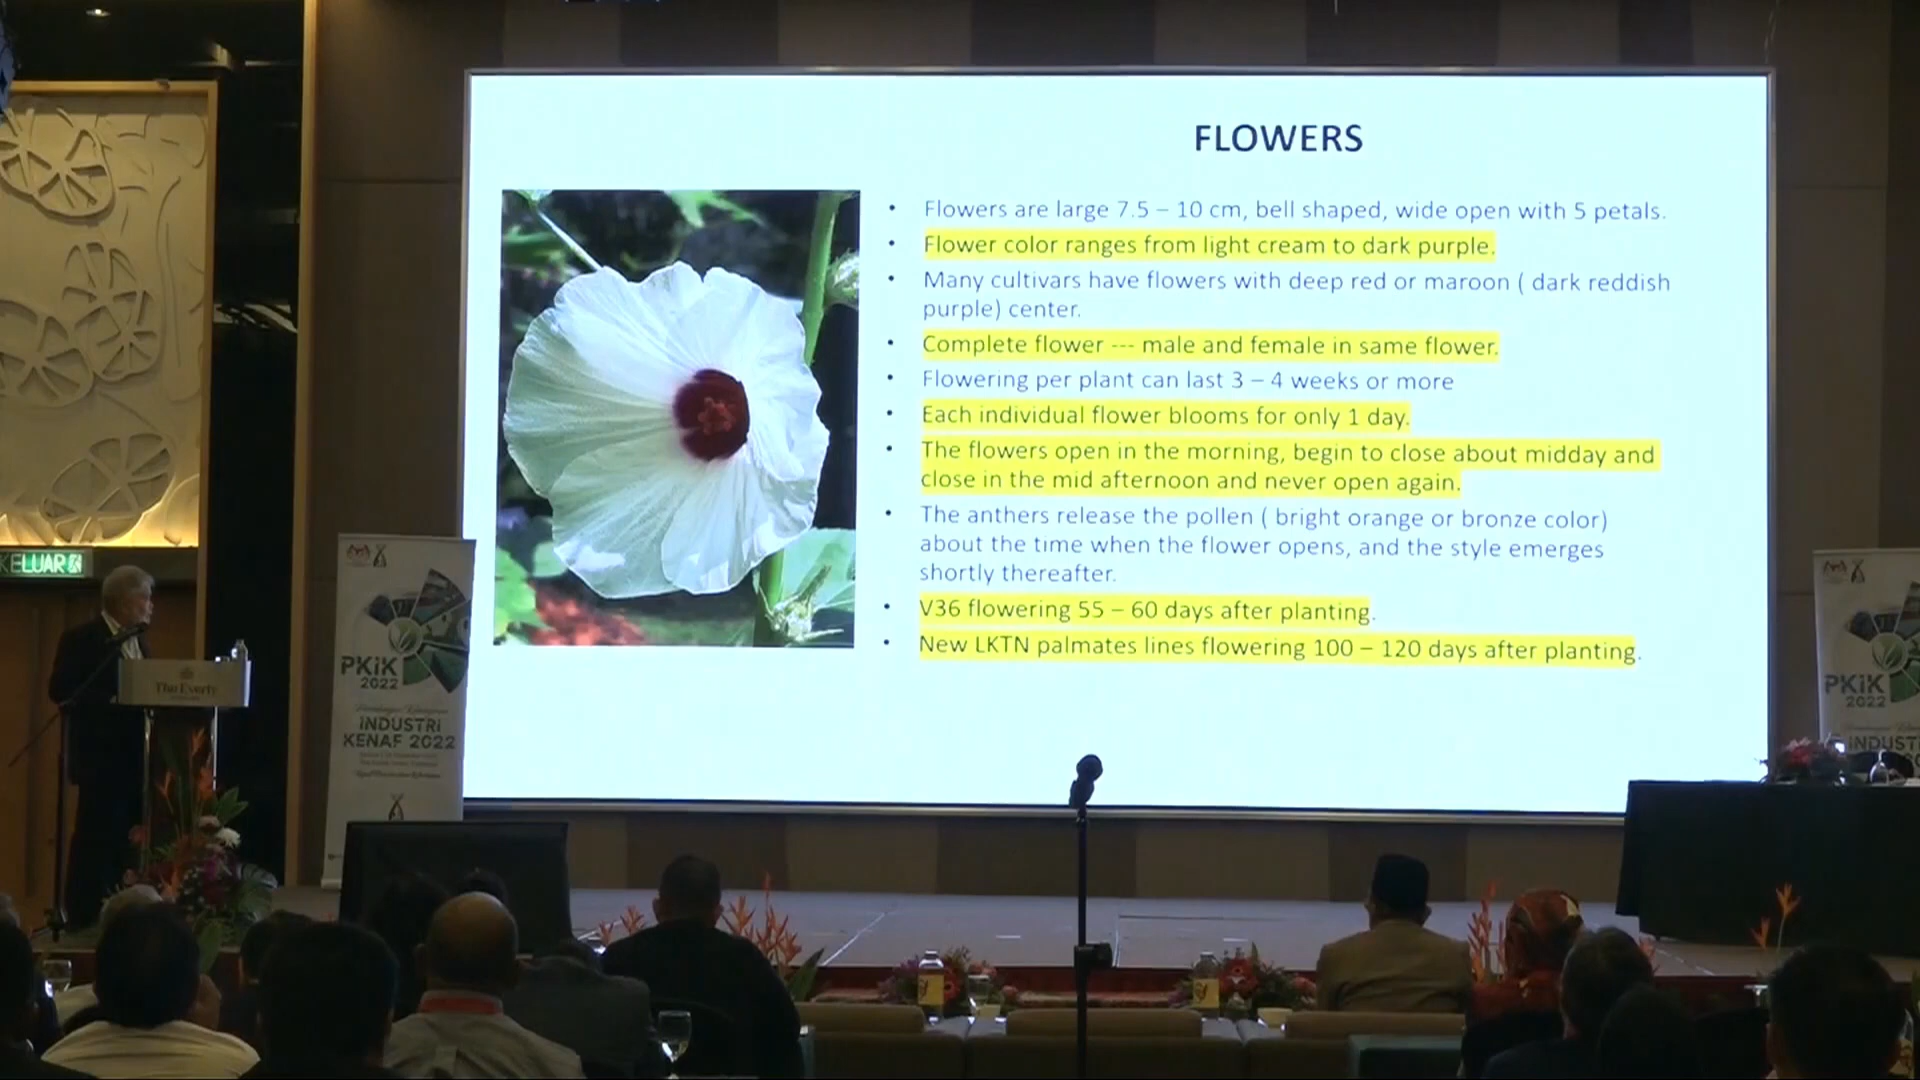 FLOWERS
• Flowers are large 7.5 – 10 cm, bell shaped, wide open with 5 petals.
• Flower color ranges from light cream to dark purple.
• Many cultivars have flowers with deep red or maroon ( dark reddish
purple) center.
• Complete flower --- male and female in same flower.
• Flowering per plant can last 3 – 4 weeks or more
• Each individual flower blooms for only 1 day.
• The flowers open in the morning, begin to close about midday and
close in the mid afternoon and never open again.
• The anthers release the pollen ( bright orange or bronze color)
about the time when the flower opens, and the style emerges
shortly thereafter.
• V36 flowering 55 – 60 days after planting.
• New LKTN palmates lines flowering 100 – 120 days after planting.
KELUAR
The Everly
PKiK
2022
INDUSTRI
KENAF 2022
PKiK
2022